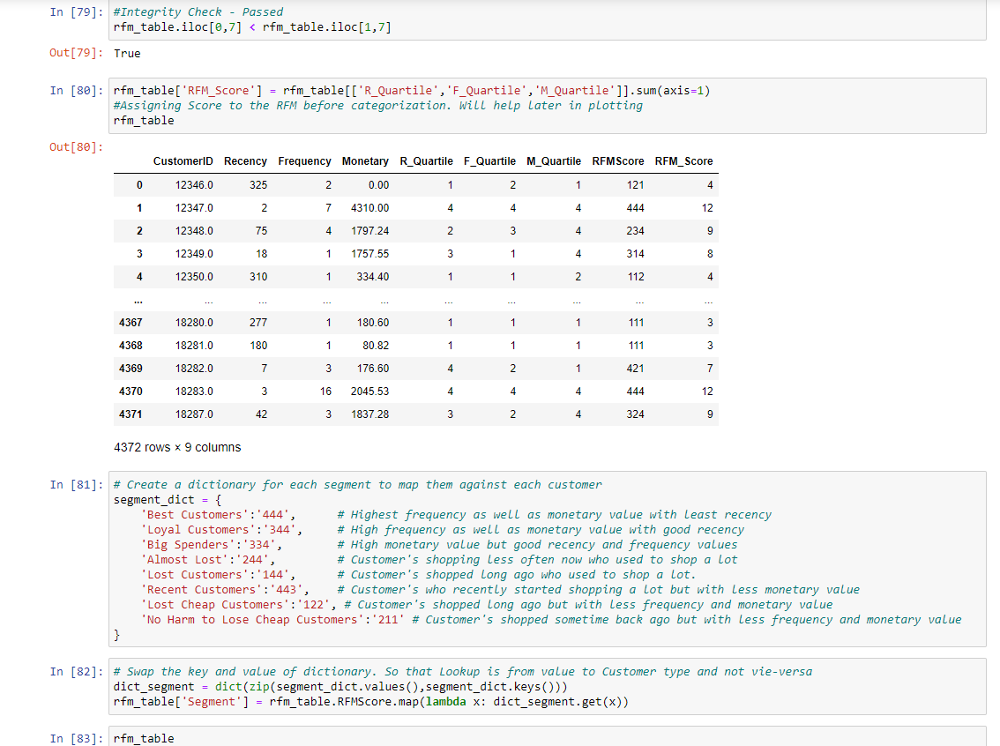 In [79]: #Integrity Check - Passed
rfm_table.iloc[0,7] < rfm_table.iloc[1,7]
Out[79]: True
In [80]: rfm_table['RFM_Score'] = rfm_table[['R_Quartile','F_Quartile','M_Quartile']].sum(axis=1)
#Assigning Score to the RFM before categorization. Will help later in plotting
rfm_table
Out[80]:
CustomerID Recency Frequency Monetary R_Quartile F_Quartile M_Quartile RFMScore RFM_Score
0 12346.0 325 2 0.00 1 2 1 121 4
1 12347.0 2 7 4310.00 4 4 4 444 12
2 12348.0 75 4 1797.24 2 3 4 234 9
3 12349.0 18 1 1757.55 3 1 4 314 8
4 12350.0 310 1 334.40 1 1 2 112 4
... ... ... ... ... ... ... ... ... ...
4367 18280.0 277 1 180.60 1 1 1 111 3
4368 18281.0 180 1 80.82 1 1 1 111 3
4369 18282.0 7 3 176.60 4 2 1 421 7
4370 18283.0 3 16 2045.53 4 4 4 444 12
4371 18287.0 42 3 1837.28 3 2 4 324 9
4372 rows × 9 columns
In [81]: # Create a dictionary for each segment to map them against each customer
segment_dict = {
'Best Customers':'444', # Highest frequency as well as monetary value with least recency
'Loyal Customers':'344', # High frequency as well as monetary value with good recency
'Big Spenders':'334', # High monetary value but good recency and frequency values
'Almost Lost':'244', # Customer's shopping less often now who used to shop a lot
'Lost Customers':'144', # Customer's shopped long ago who used to shop a lot.
'Recent Customers':'443', # Customer's who recently started shopping a lot but with less monetary value
'Lost Cheap Customers':'122', # Customer's shopped long ago but with less frequency and monetary value
'No Harm to Lose Cheap Customers':'211' # Customer's shopped sometime back ago but with less frequency and monetary value
}
In [82]: # Swap the key and value of dictionary. So that Lookup is from value to Customer type and not vie-versa
dict_segment = dict(zip(segment_dict.values(),segment_dict.keys()))
rfm_table['Segment'] = rfm_table.RFMScore.map(lambda x: dict_segment.get(x))
In [83]: rfm_table